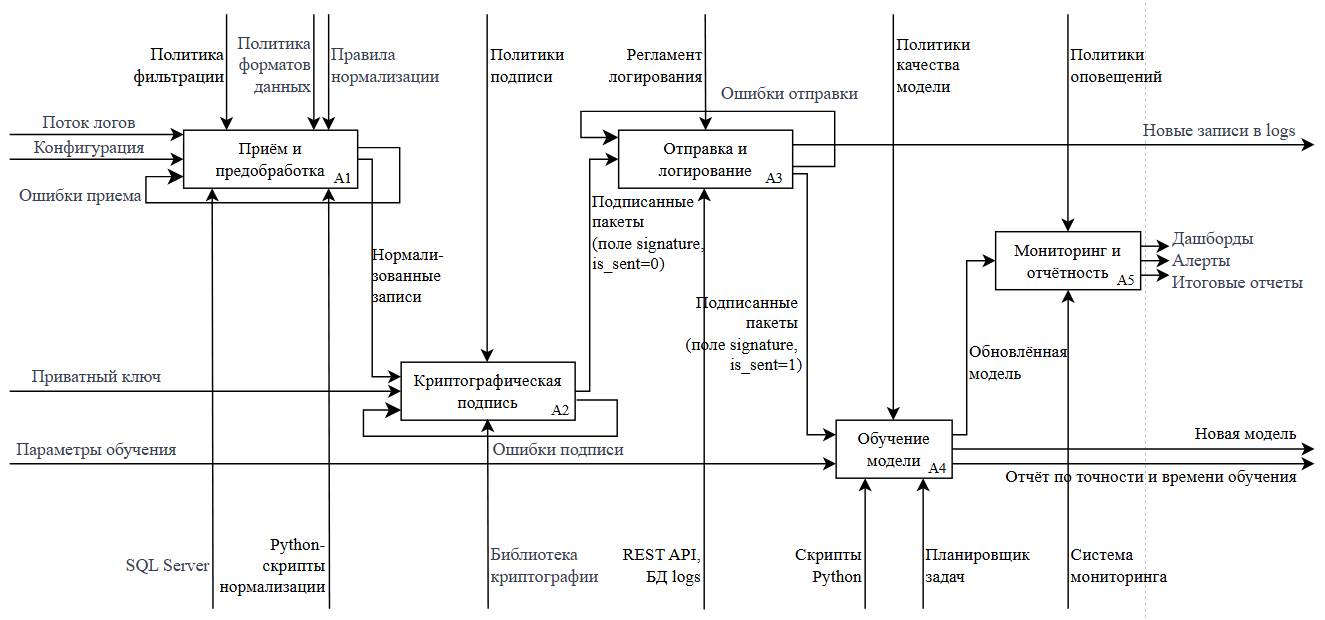 Политика
фильтрации
Политика
форматов
данных
Правила
нормализации
Политики
подписи
Регламент
логирования
Политики
качества
модели
Политики
оповещений
Ошибки отправки
Поток логов
Конфигурация
Ошибки приема
Приём и
предобработка
A1
Отправка и
логирование
A3
Новые записи в logs
Подписанные
пакеты
(поле signature,
is_sent=0)
Нормали-
зованные
записи
Мониторинг и
отчётность
A5
Дашборды
Алерты
Итоговые отчеты
Подписанные
пакеты
(поле signature,
is_sent=1)
Обновлённая
модель
Приватный ключ
Криптографическая
подпись
A2
Ошибки подписи
Параметры обучения
Обучение
модели
A4
Новая модель
Отчёт по точности и времени обучения
SQL Server
Python-
скрипты
нормализации
Библиотека
криптографии
REST API,
БД logs
Скрипты
Python
Планировщик
задач
Система
мониторинга